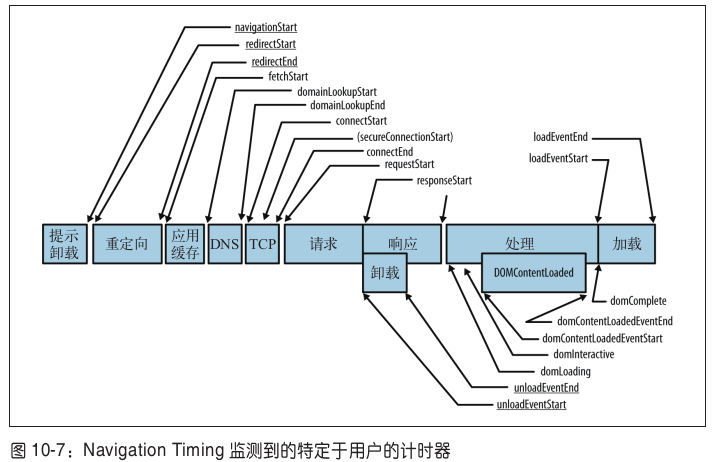 navigationStart
redirectStart
redirectEnd
fetchStart
domainLookupStart
domainLookupEnd
connectStart
(secureConnectionStart)
connectEnd
requestStart
responseStart
loadEventEnd
loadEventStart
提示
卸载
重定向
应用
缓存
DNS
TCP
请求
响应
处理
加载
卸载
DOMContentLoaded
domComplete
domContentLoadedEventEnd
domContentLoadedEventStart
domInteractive
domLoading
unloadEventEnd
unloadEventStart
图 10-7：Navigation Timing 监测到的特定于用户的计时器